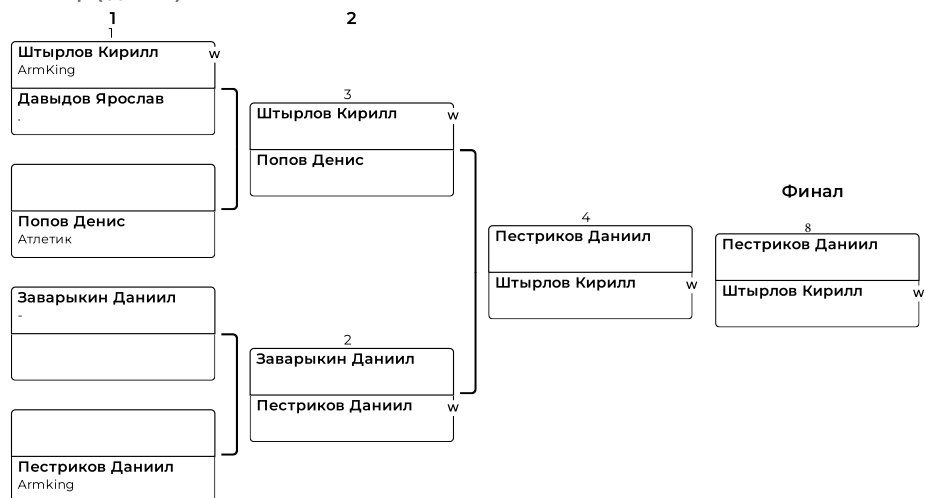 1
2
1
Штырлов Кирилл
w
ArmKing
Давыдов Ярослав
.
3
Штырлов Кирилл
w
Попов Денис
Попов Денис
Атлетик
Финал
4
Пестриков Даниил
Штырлов Кирилл
w
8
Пестриков Даниил
Штырлов Кирилл
w
Заварыкин Даниил
-
2
Заварыкин Даниил
Пестриков Даниил
w
Пестриков Даниил
Armking